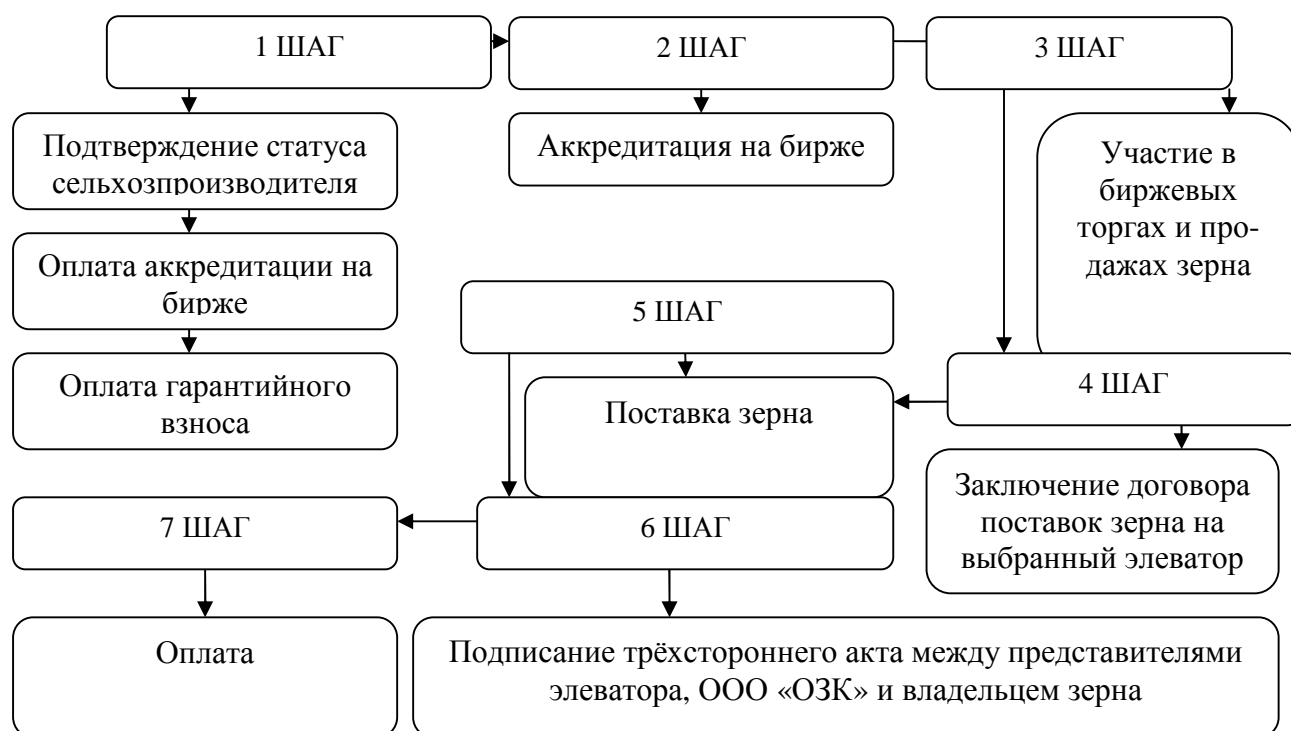 1 ШАГ
2 ШАГ
3 ШАГ
Подтверждение статуса
сельхозпроизводителя
Оплата аккредитации на
бирже
Оплата гарантийного
взноса
Аккредитация на бирже
Участие в
биржевых
торгах и про-
дажах зерна
4 ШАГ
Заключение договора
поставок зерна на
выбранный элеватор
5 ШАГ
Поставка зерна
6 ШАГ
Подписание трёхстороннего акта между представителями
элеватора, ООО «ОЗК» и владельцем зерна
7 ШАГ
Оплата